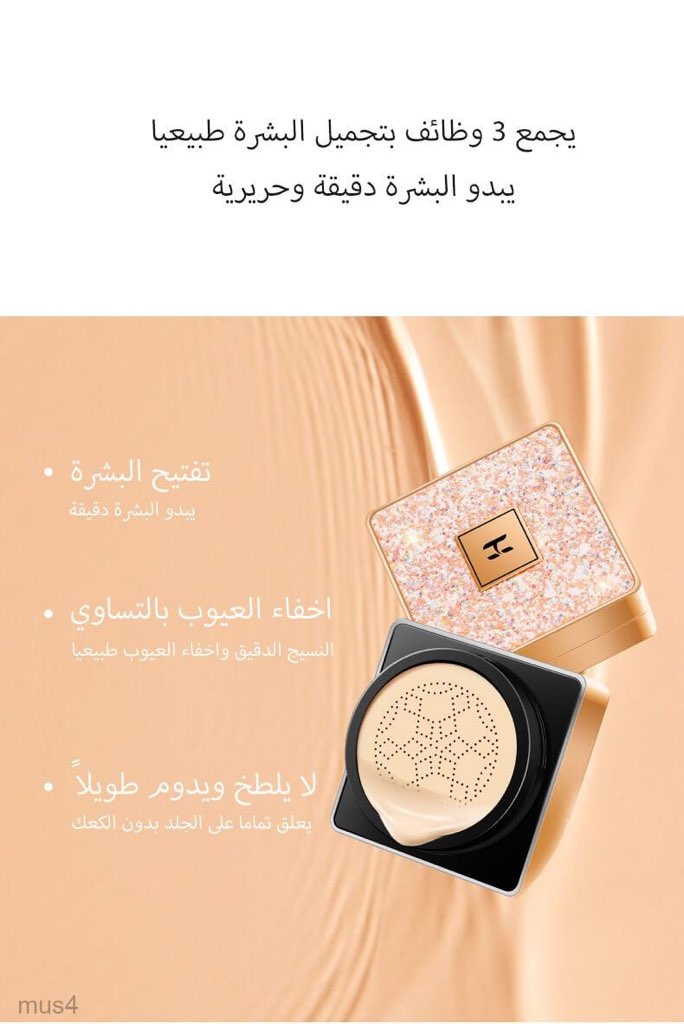 يجمع 3 وظائف بتجميل البشرة طبيعيا
يبدو البشرة دقيقة وحريرية
• تفتيح البشرة
يبدو البشرة دقيقة
• اخفاء العيوب بالتساوي
النسيج الدقيق واخفاء العيوب طبيعيا
• لا يلطخ ويدوم طويلاً
يعلق تماما على الجلد بدون الكعك
mus4